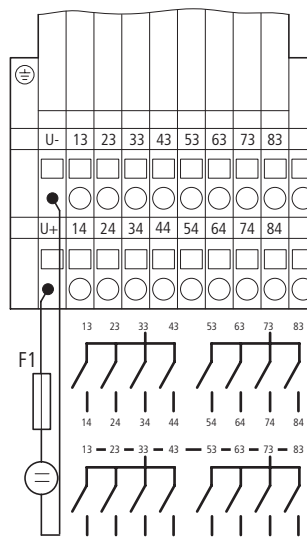 U- 13 23 33 43 53 63 73 83
U+ 14 24 34 44 54 64 74 84
13 23 33 43 53 63 73 83
F1
14 24 34 44 54 64 74 84
13 23 33 43 53 63 73 83